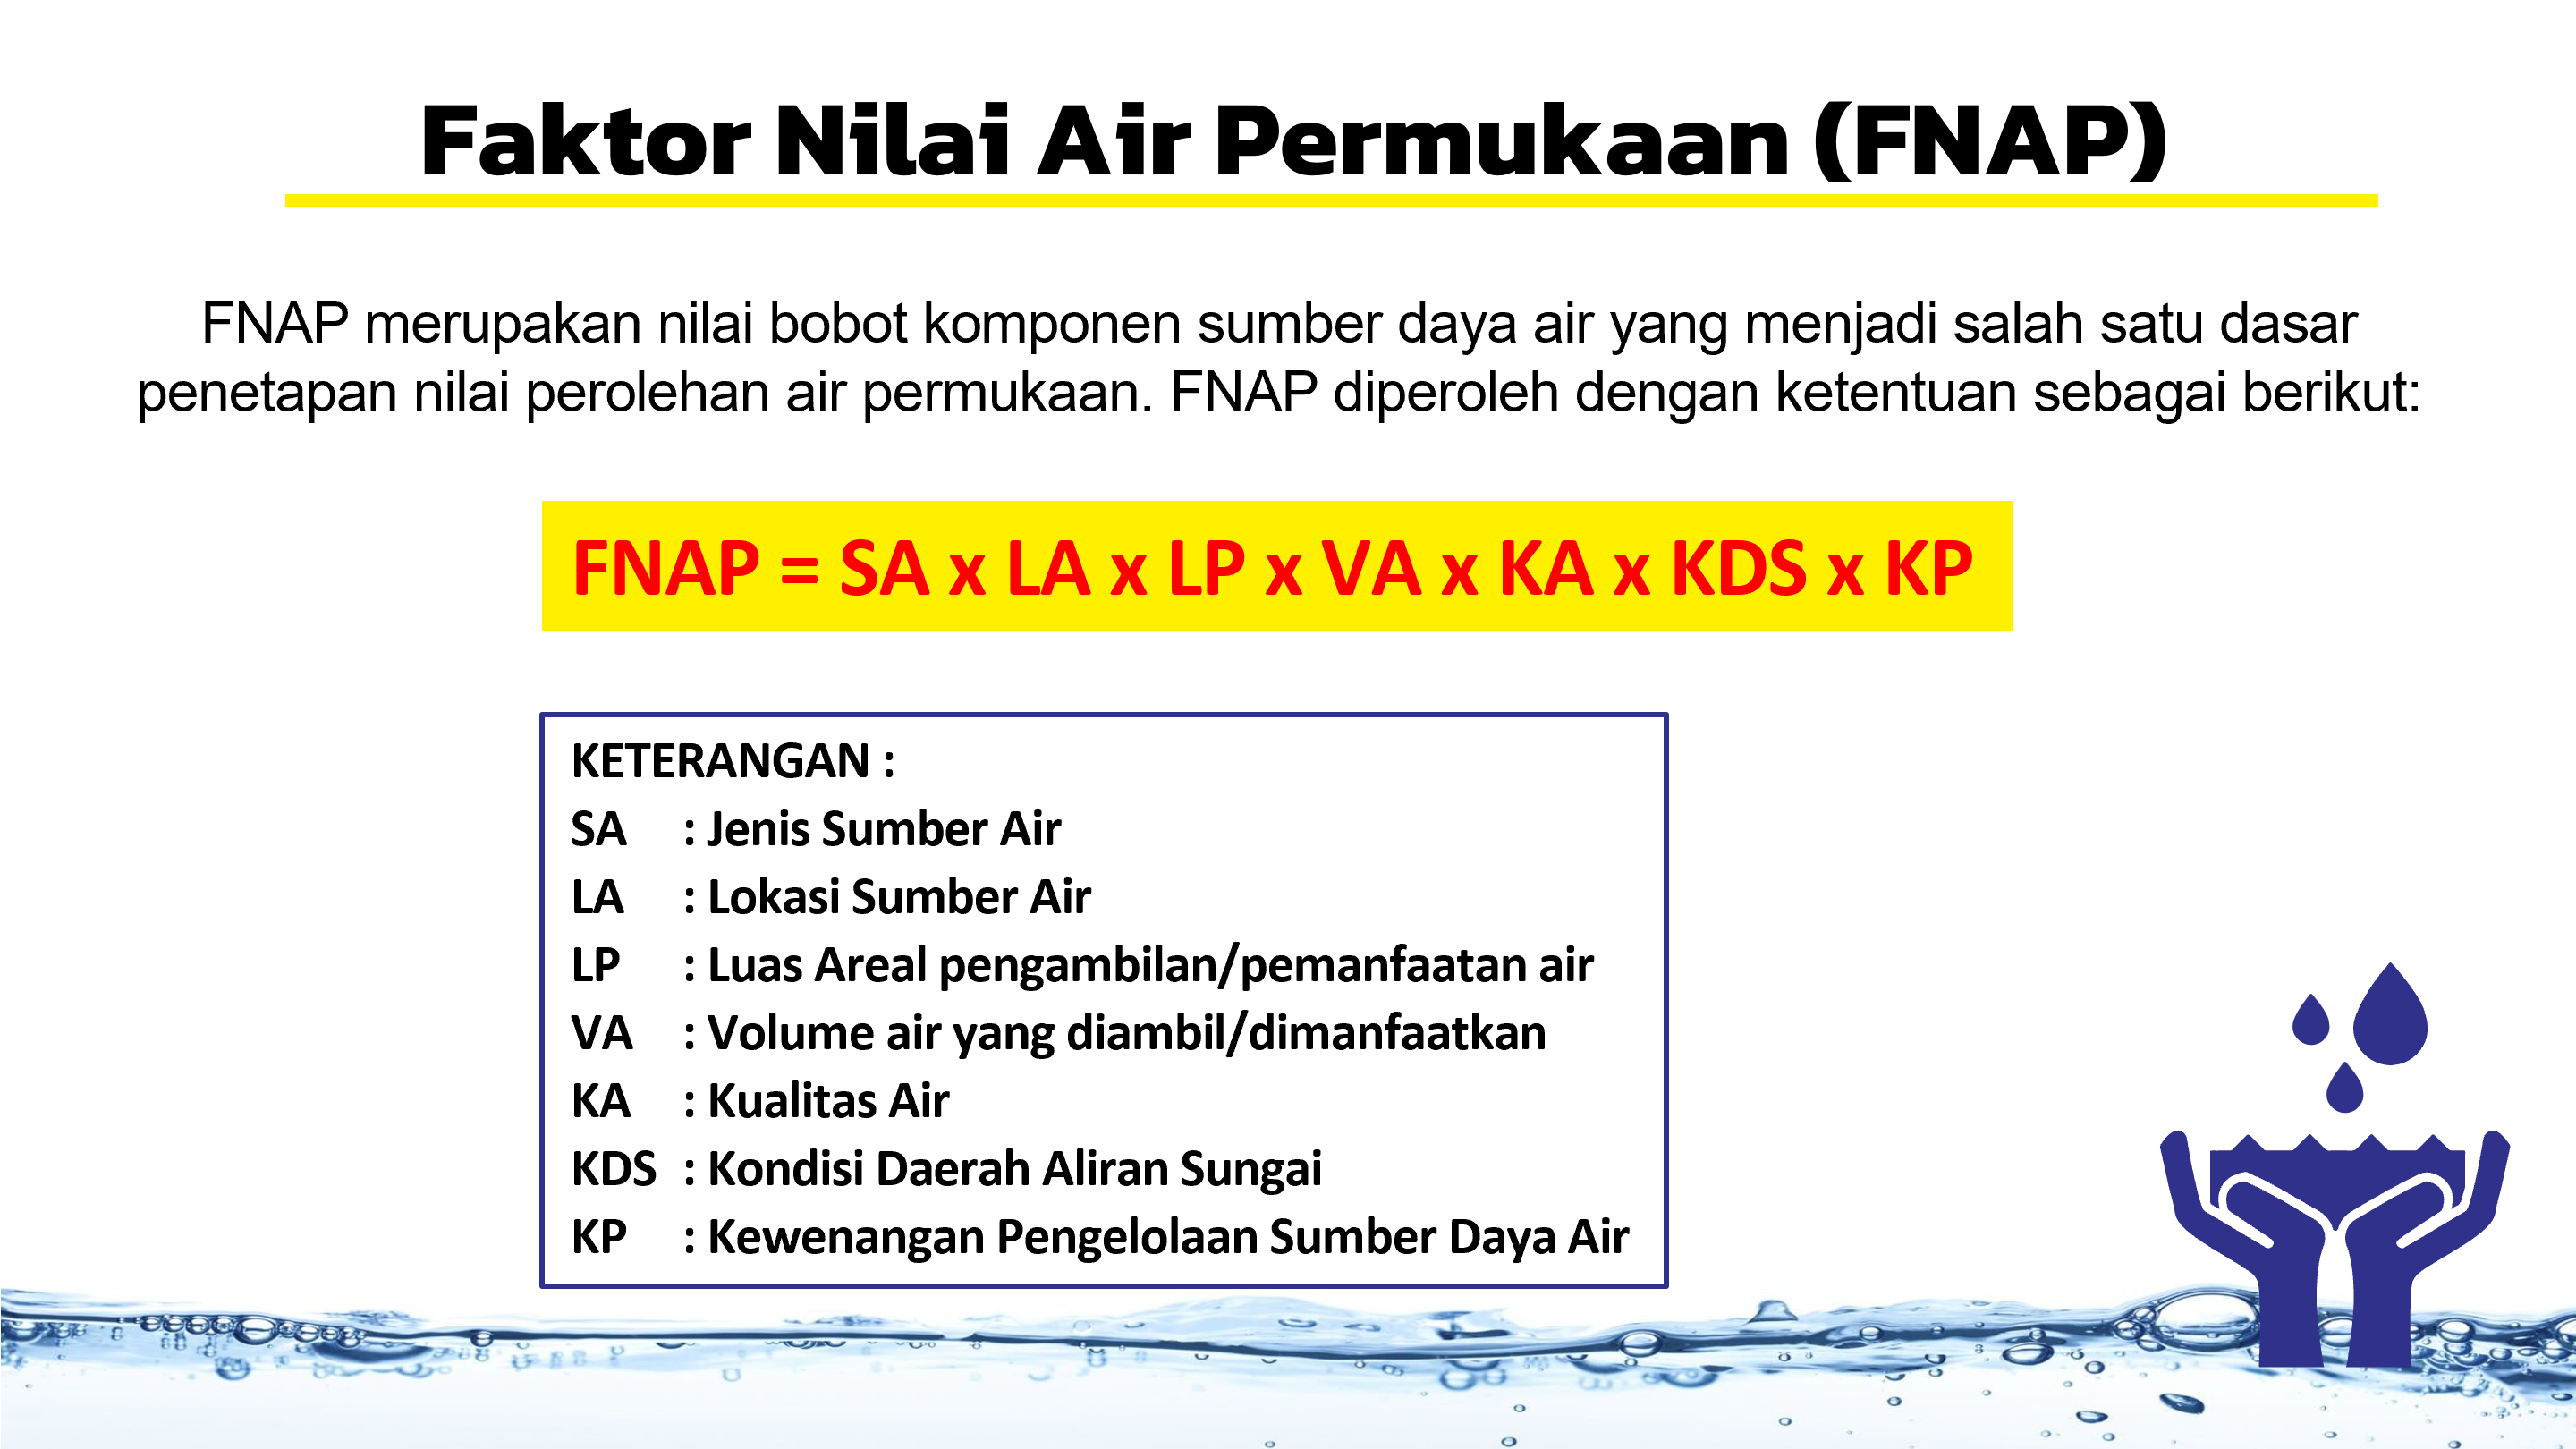 Faktor Nilai Air Permukaan (FNAP)
FNAP merupakan nilai bobot komponen sumber daya air yang menjadi salah satu dasar
penetapan nilai perolehan air permukaan. FNAP diperoleh dengan ketentuan sebagai berikut:
FNAP = SA x LA x LP x VA x KA x KDS x KP
KETERANGAN :
SA : Jenis Sumber Air
LA : Lokasi Sumber Air
LP : Luas Areal pengambilan/pemanfaatan air
VA : Volume air yang diambil/dimanfaatkan
KA : Kualitas Air
KDS : Kondisi Daerah Aliran Sungai
KP : Kewenangan Pengelolaan Sumber Daya Air